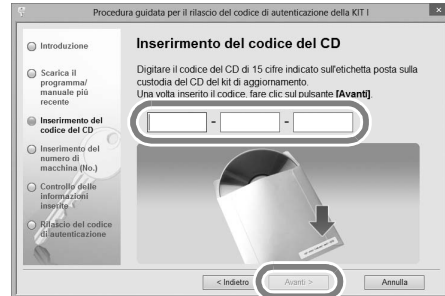 Procedura guidata per il rilascio del codice di autenticazione della KIT I
Introduzione
Scarica il
programma/
manuale più
recente
Inserimento del
codice del CD
Inserimento del
numero di
macchina (No.)
Controllo delle
informazioni
inserite
Rilascio del codice
di autenticazione
Inserimento del codice del CD
Digitare il codice del CD di 15 cifre indicato sull'etichetta posta sulla
custodia del CD del kit di aggiornamento.
Una volta inserito il codice, fare clic sul pulsante [Avanti].
- -
< Indietro Avanti > Annulla